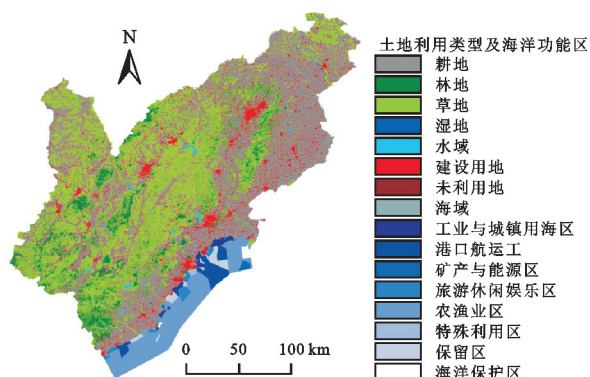 N
土地利用类型及海洋功能区
耕地
林地
草地
湿地
水域
建设用地
未利用地
海域
工业与城镇用海区
港口航运工
矿产与能源区
旅游休闲娱乐区
农渔业区
特殊利用区
保留区
海洋保护区
0 50 100 km